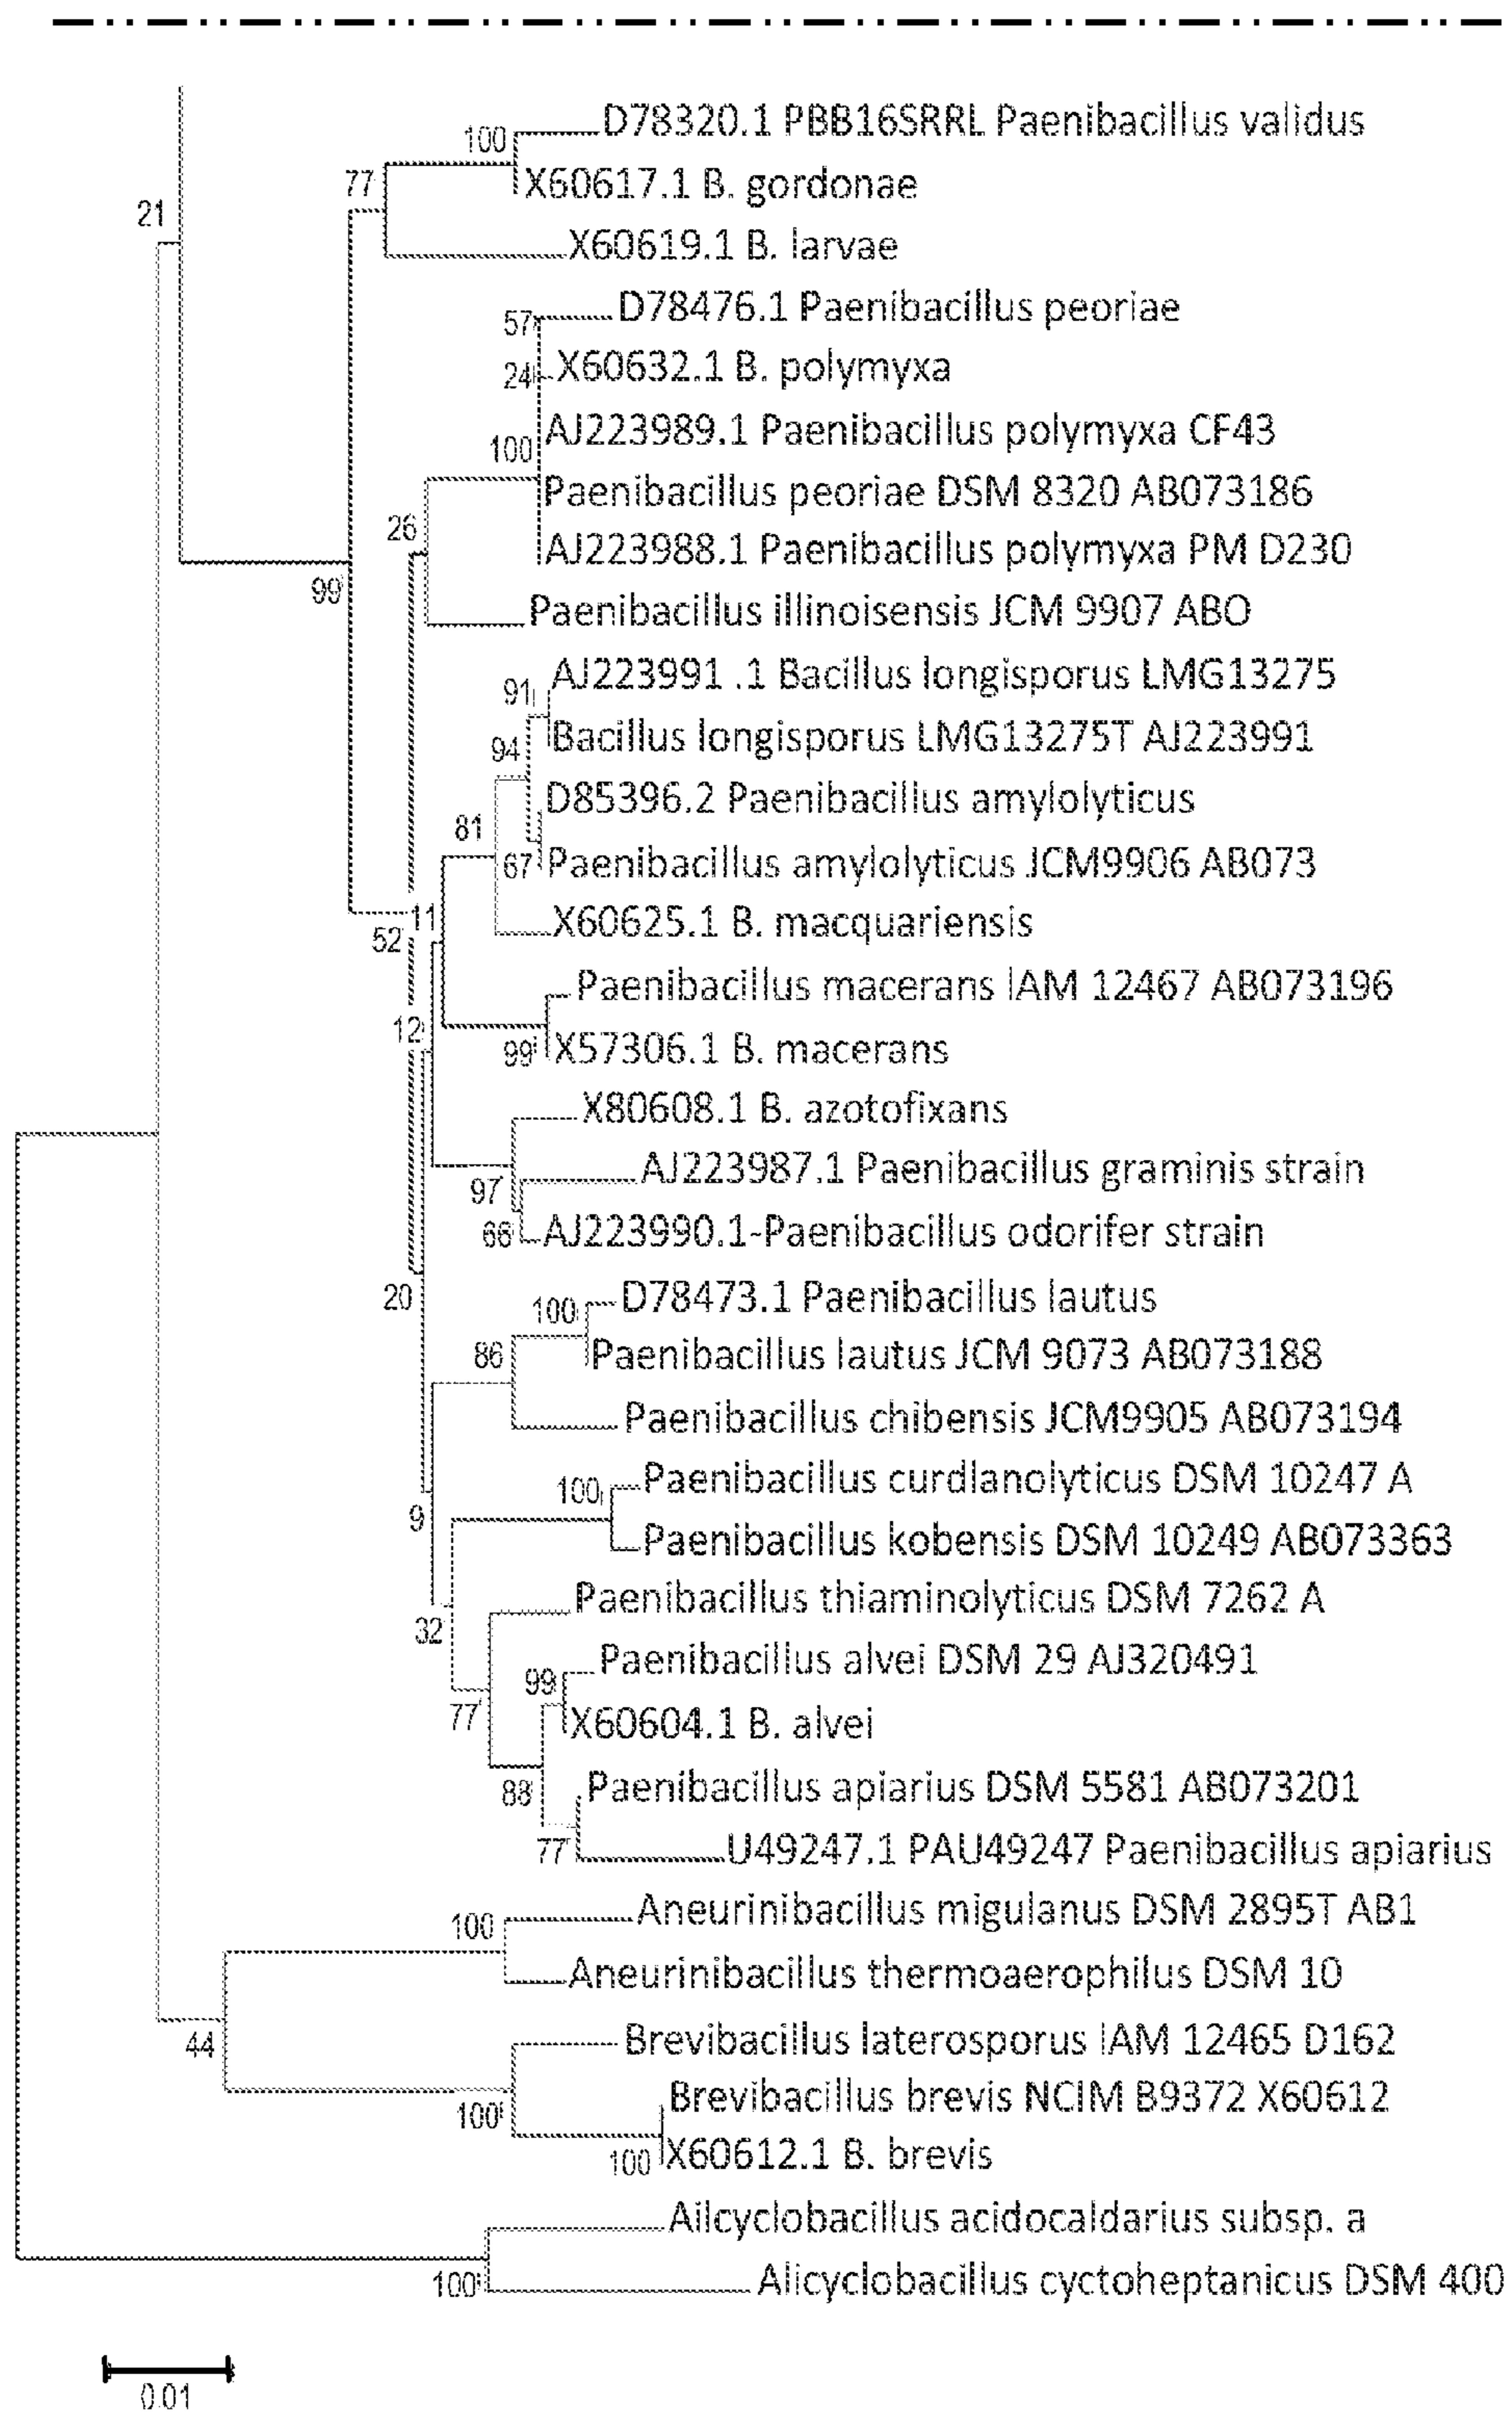 100
D78320.1 PBB16SRRL Paenibacillus validus
77
X60617.1 B. gordonae
21
X60619.1 B. larvae
D78476.1 Paenibacillus peoriae
57
X60632.1 B. polymyxa
24
AJ223989.1 Paenibacillus polymyxa CF43
100
Paenibacillus peoriae DSM 8320 AB073186
26
AJ223988.1 Paenibacillus polymyxa PM D230
99
Paenibacillus illinoisensis JCM 9907 ABO
AJ223991 .1 Bacillus longisporus LMG13275
91
Bacillus longisporus LMG13275T AJ223991
94
D85396.2 Paenibacillus amylolyticus
81
Paenibacillus amylolyticus JCM9906 AB073
67
11
X60625.1 B. macquariensis
52
Paenibacillus macerans IAM 12467 AB073196
12
X57306.1 B. macerans
99
X80608.1 B. azotofixans
AJ223987.1 Paenibacillus graminis strain
97
AJ223990.1-Paenibacillus odorifer strain
66
20
D78473.1 Paenibacillus lautus
100
Paenibacillus lautus JCM 9073 AB073188
86
Paenibacillus chibensis JCM9905 AB073194
Paenibacillus curdlanolyticus DSM 10247 A
100
9
Paenibacillus kobensis DSM 10249 AB073363
Paenibacillus thiaminolyticus DSM 7262 A
32
Paenibacillus alvei DSM 29 AJ320491
99
77
X60604.1 B. alvei
Paenibacillus apiarius DSM 5581 AB073201
88
77
U49247.1 PAU49247 Paenibacillus apiarius
Aneurinibacillus migulanus DSM 2895T AB1
100
Aneurinibacillus thermoaerophilus DSM 10
44
Brevibacillus laterosporus IAM 12465 D162
Brevibacillus brevis NCIM B9372 X60612
100
X60612.1 B. brevis
100
Ailcyclobacillus acidocaldarius subsp. a
100
Alicyclobacillus cyctoheptanicus DSM 400
0.01